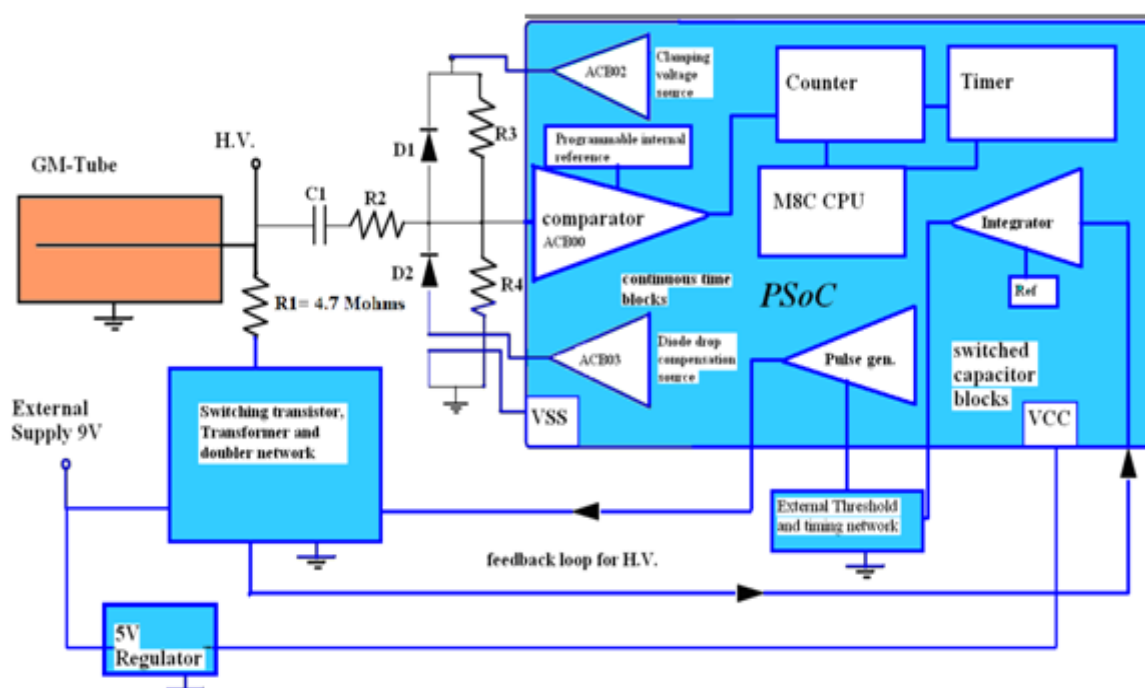 ACB02
Clamping
voltage
source
Counter
Timer
H.V.
R3
D1
Programmable internal
reference
GM-Tube
C1
R2
M8C CPU
comparator
ACB00
Integrator
D2
R4
continuous time
blocks
PSoC
Ref
R1= 4.7 Mohms
ACB03
Diode drop
compensation
source
Pulse gen.
switched
capacitor
blocks
External
Supply 9V
Switching transistor,
Transformer and
doubler network
VSS
VCC
External Threshold
and timing network
feedback loop for H.V.
5V
Regulator